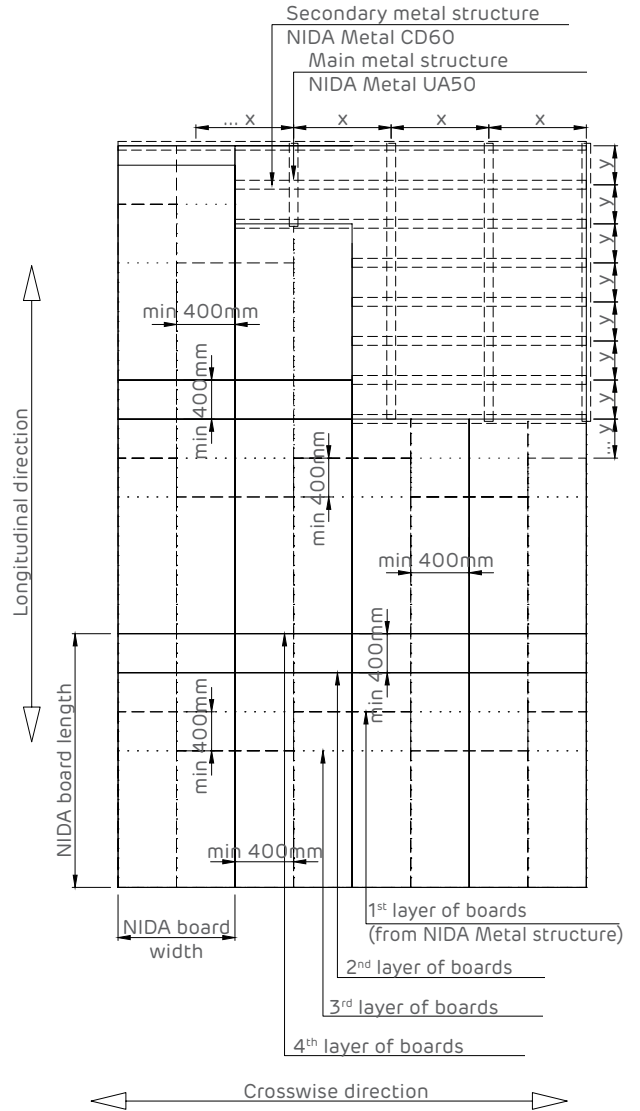 Secondary metal structure
NIDA Metal CD60
Main metal structure
NIDA Metal UA50
... x
x
x
x
y
y
y
y
y
y
y
... y
min 400mm
min 400mm
min 400mm
min 400mm
min 400mm
min 400mm
min 400mm
Longitudinal direction
NIDA board length
NIDA board
width
1st layer of boards
(from NIDA Metal structure)
2nd layer of boards
3rd layer of boards
4th layer of boards
Crosswise direction